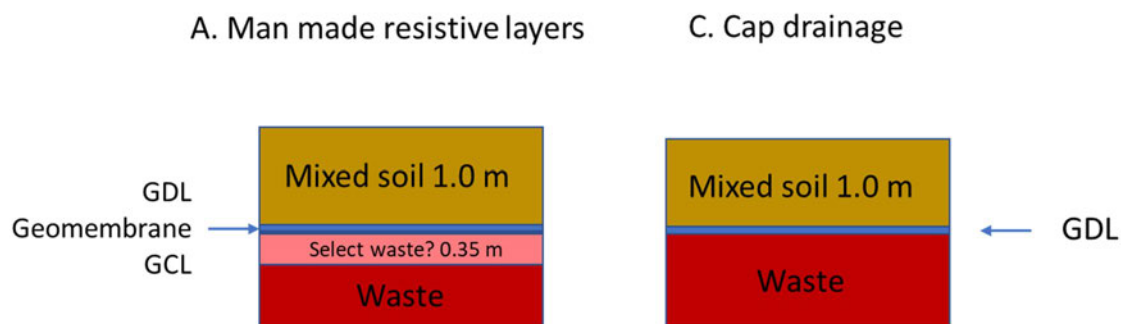 A. Man made resistive layers
C. Cap drainage
Mixed soil 1.0 m
GDL
Geomembrane
GCL
Select waste? 0.35 m
Waste
Mixed soil 1.0 m
GDL
Waste